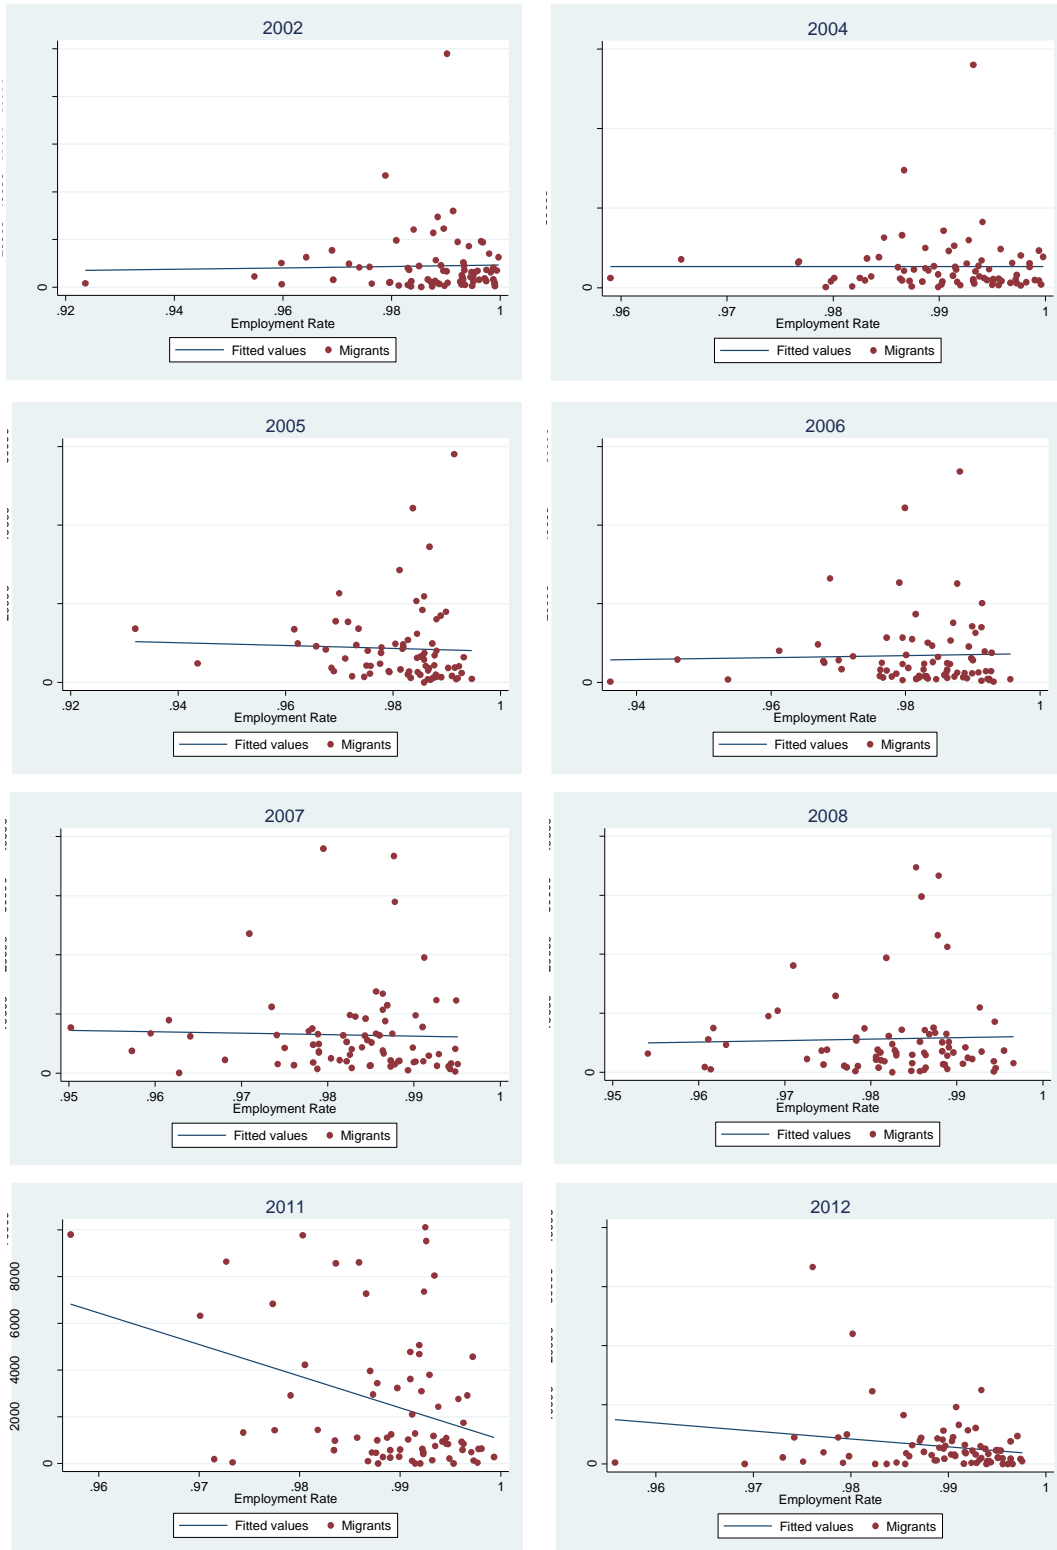 2002
0
.92 .94 .96 .98 1
Employment Rate
Fitted values Migrants
2004
0
.96 .97 .98 .99 1
Employment Rate
Fitted values Migrants
2005
0
.92 .94 .96 .98 1
Employment Rate
Fitted values Migrants
2006
0
.94 .96 .98 1
Employment Rate
Fitted values Migrants
2007
0
.95 .96 .97 .98 .99 1
Employment Rate
Fitted values Migrants
2008
0
.95 .96 .97 .98 .99 1
Employment Rate
Fitted values Migrants
2011
8000
6000
4000
2000
0
.96 .97 .98 .99 1
Employment Rate
Fitted values Migrants
2012
0
.96 .97 .98 .99 1
Employment Rate
Fitted values Migrants